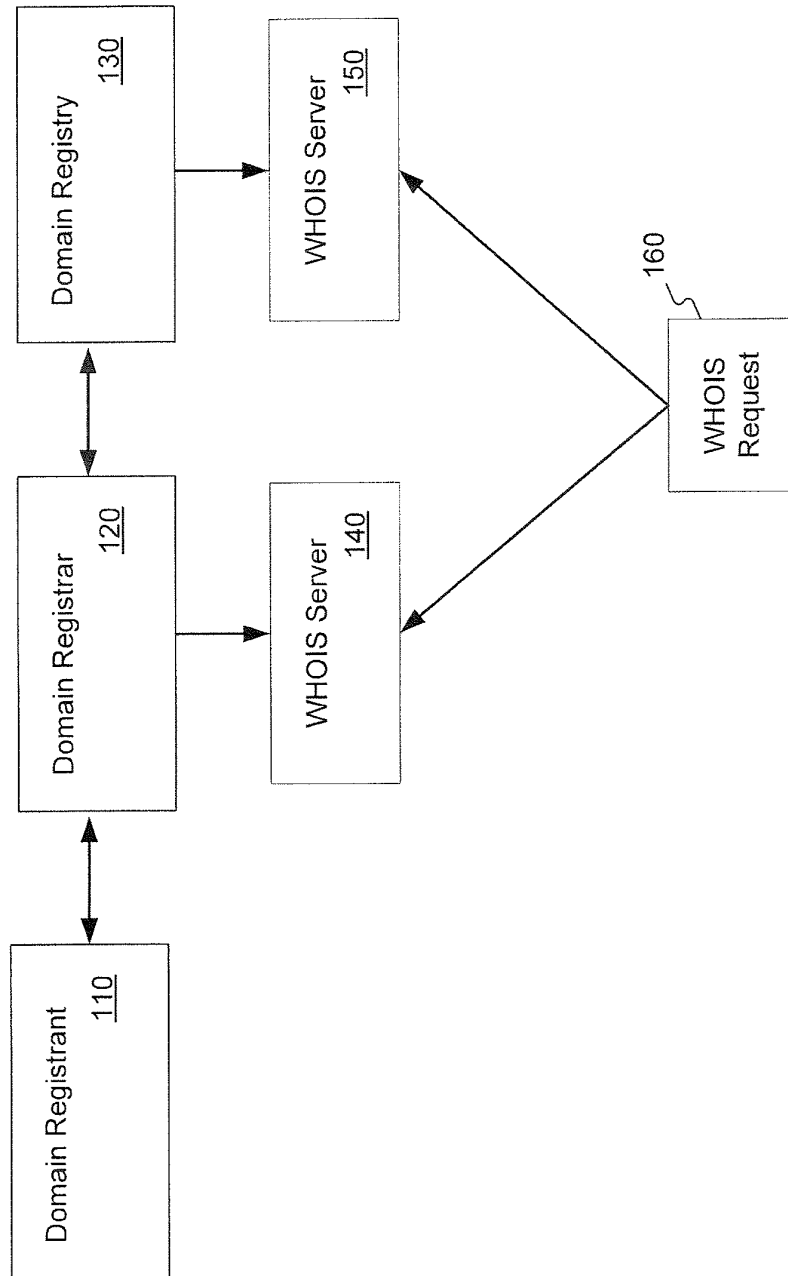 Domain Registrant
110
Domain Registrar
120
Domain Registry
130
WHOIS Server
140
WHOIS Server
150
WHOIS
Request
160